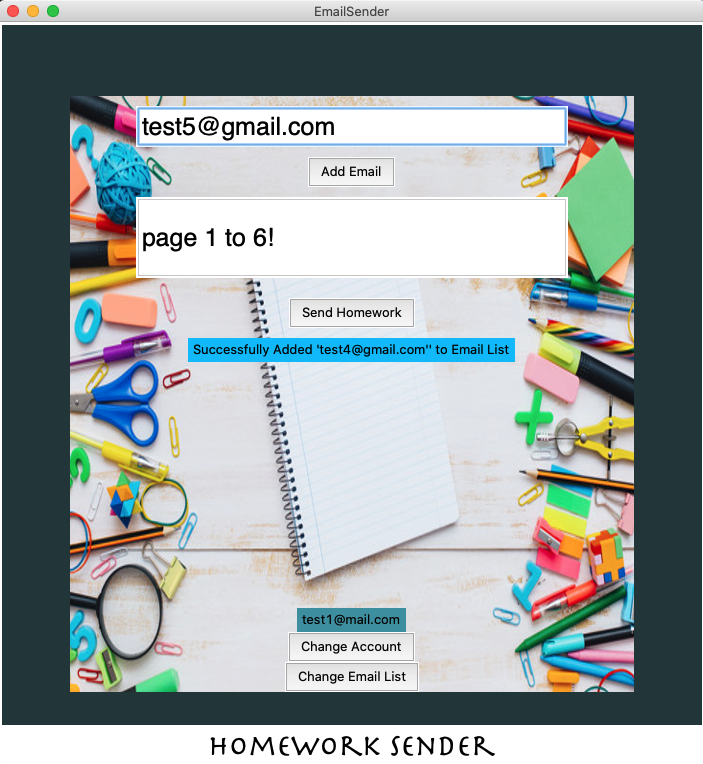 EmailSender
test5@gmail.com
Add Email
page 1 to 6!
Send Homework
Successfully Added 'test4@gmail.com'' to Email List
test1@mail.com
Change Account
Change Email List
HOMEWORK SENDER